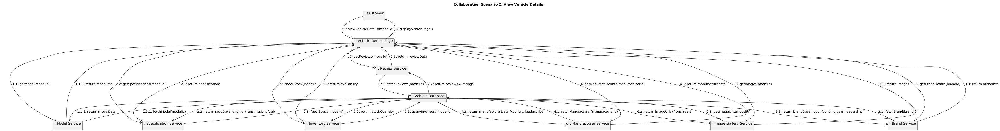 Collaboration Scenario 2: View Vehicle Details
: Customer
1: viewVehicleDetails(modelId)
8: displayVehiclePage()
: Vehicle Details Page
7: getReviews(modelId)
7.3: return reviewData
: Review Service
1.1: getModel(modelId)
1.1.3: return modelInfo
2: getSpecifications(modelId)
2.3: return specifications
5: checkStock(modelId)
5.3: return availability
7.1: fetchReviews(modelId)
7.2: return reviews & ratings
4: getManufacturerInfo(manufacturerId)
4.3: return manufacturerInfo
6: getImages(modelId)
6.3: return images
3: getBrandDetails(brandId)
3.3: return brandInfo
: Vehicle Database
1.1.2: return modelData
1.1.1: fetchModel(modelId)
2.2: return specData (engine, transmission, fuel)
2.1: fetchSpecs(modelId)
5.2: return stockQuantity
5.1: queryInventory(modelId)
4.2: return manufacturerData (country, leadership)
4.1: fetchManufacturer(manufacturerId)
6.2: return imageUrls (front, rear)
6.1: getImageUrls(modelId)
3.2: return brandData (logo, founding year, leadership)
3.1: fetchBrand(brandId)
: Model Service
: Specification Service
: Inventory Service
: Manufacturer Service
: Image Gallery Service
: Brand Service